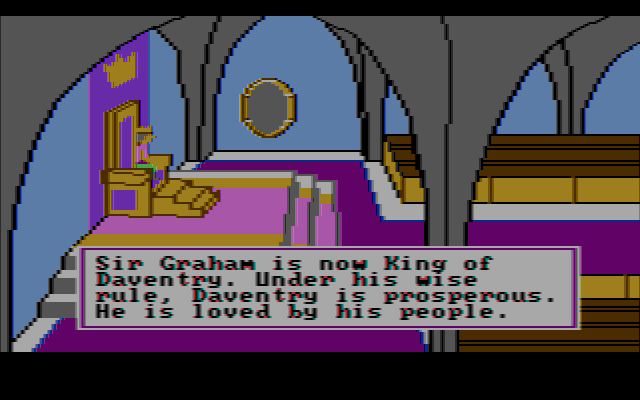 Sir Graham is now King of
Daventry. Under his wise
rule, Daventry is prosperous.
He is loved by his people.